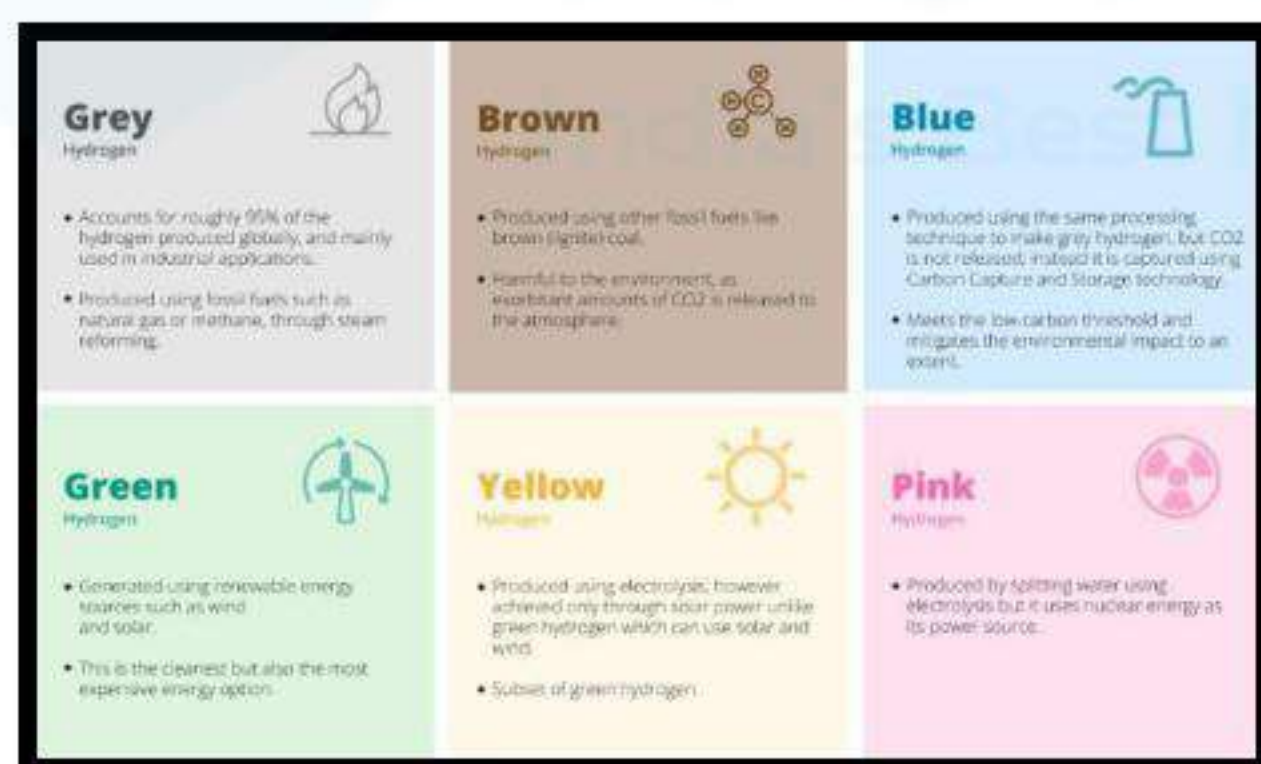 Grey
Hydrogen
• Accounts for roughly 95% of the
hydrogen produced globally, and mainly
used in industrial applications.
• Produced using fossil fuels such as
natural gas or methane, through steam
reforming.
Brown
Hydrogen
• Produced using other fossil fuels like
brown (lignite) coal.
• Harmful to the environment, as
exorbitant amounts of CO2 is released to
the atmosphere.
Blue
Hydrogen
• Produced using the same processing
technique to make grey hydrogen, but CO2
is not released, instead it is captured using
Carbon Capture and Storage technology.
• Meets the low-carbon threshold and
mitigates the environmental impact to an
extent.
Green
Hydrogen
• Generated using renewable energy
sources such as wind
and solar.
• This is the cleanest but also the most
expensive energy option.
Yellow
Hydrogen
• Produced using electrolysis, however
achieved only through solar power unlike
green hydrogen which can use solar and
wind.
• Subset of green hydrogen.
Pink
Hydrogen
• Produced by splitting water using
electrolysis but it uses nuclear energy as
its power source.